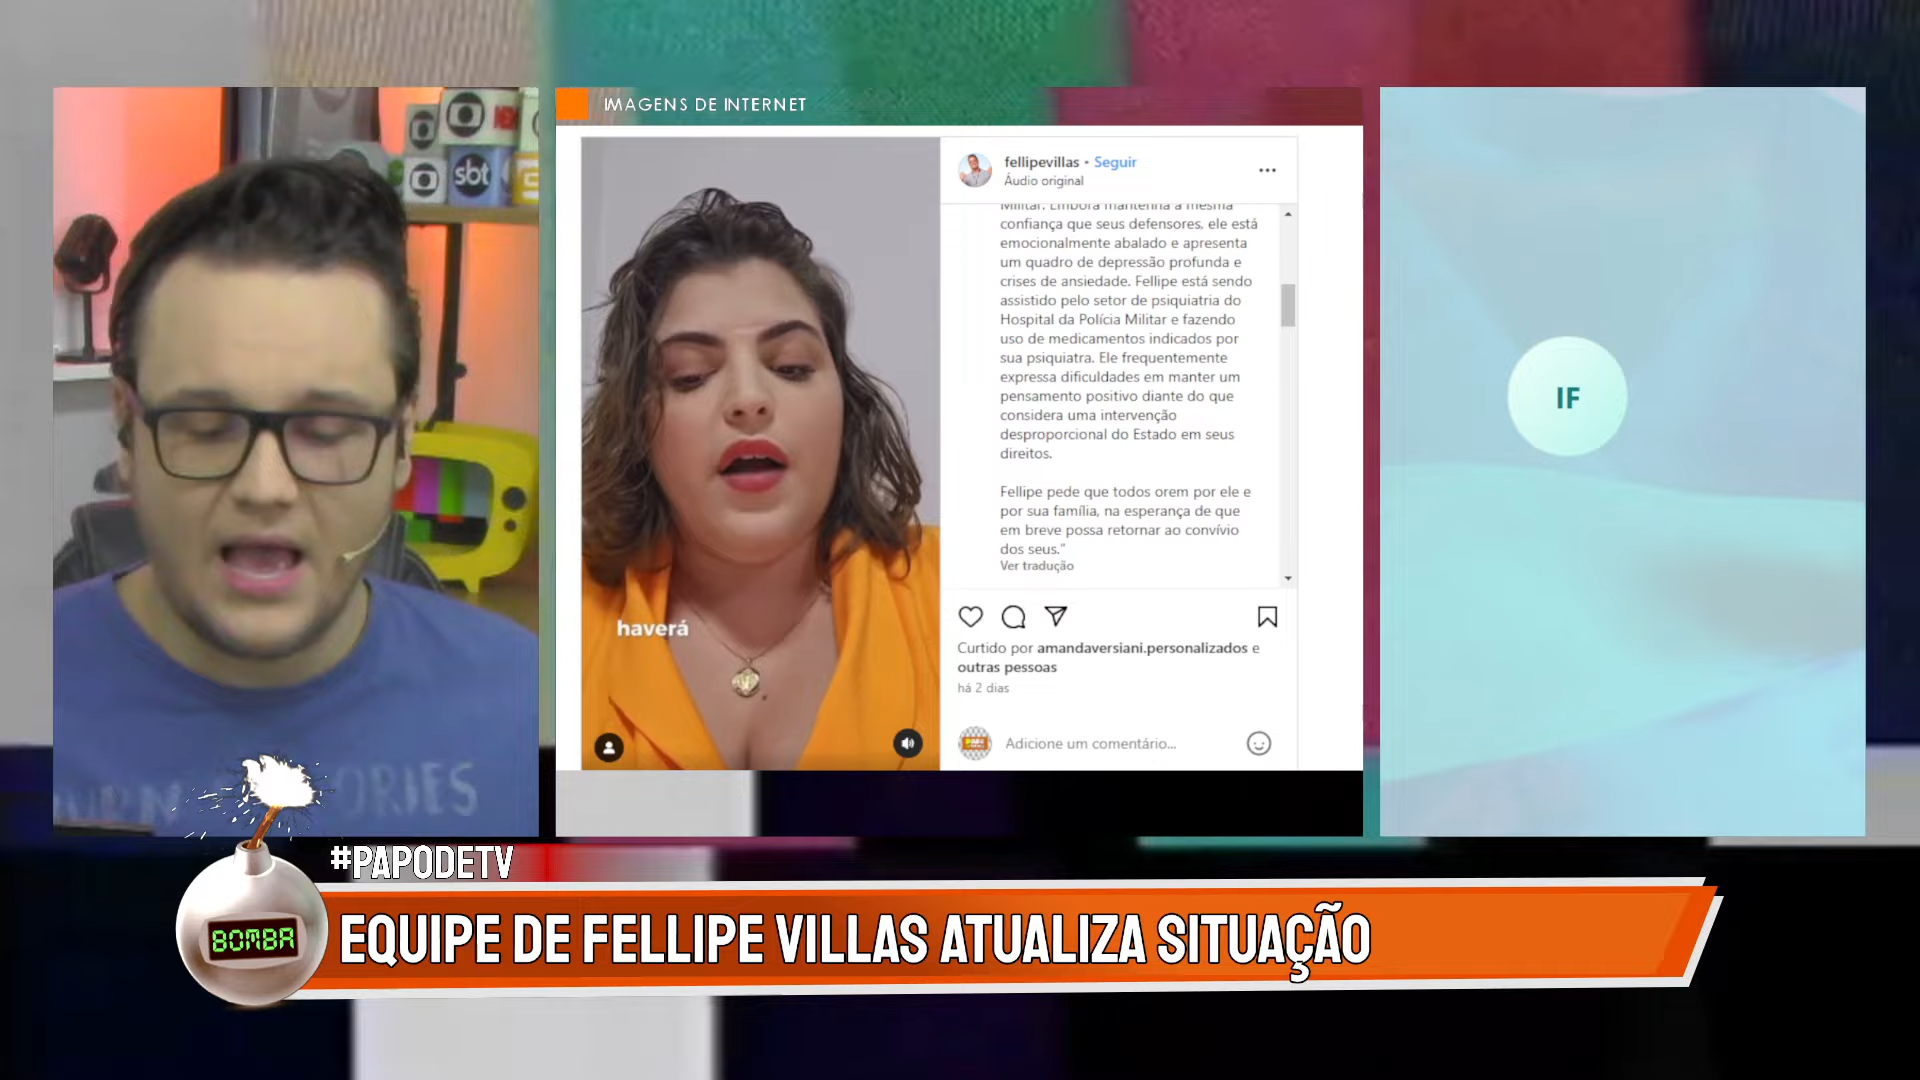 IMAGENS DE INTERNET
sbt
fellipevillas • Seguir
Áudio original
Militar. Embora mantenha a mesma
confiança que seus defensores, ele está
emocionalmente abalado e apresenta
um quadro de depressão profunda e
crises de ansiedade. Fellipe está sendo
assistido pelo setor de psiquiatria do
Hospital da Polícia Militar e fazendo
uso de medicamentos indicados por
sua psiquiatra. Ele frequentemente
expressa dificuldades em manter um
pensamento positivo diante do que
considera uma intervenção
desproporcional do Estado em seus
direitos.
Fellipe pede que todos orem por ele e
por sua família, na esperança de que
em breve possa retornar ao convívio
dos seus."
Ver tradução
haverá
Curtido por amandaversiani.personalizados e
outras pessoas
há 2 dias
Adicione um comentário...
IF
#PAPODETV
BOMBA
EQUIPE DE FELLIPE VILLAS ATUALIZA SITUAÇÃO